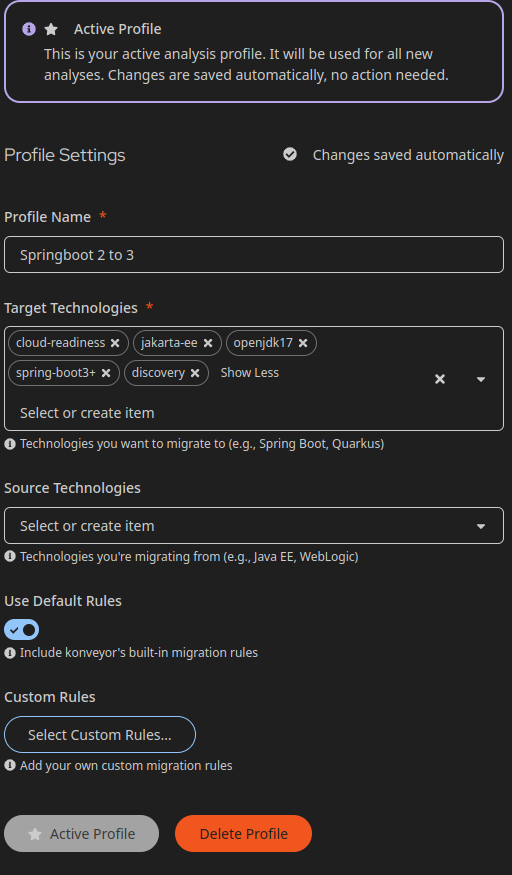 Active Profile
This is your active analysis profile. It will be used for all new
analyses. Changes are saved automatically, no action needed.
Profile Settings
Changes saved automatically
Profile Name *
Springboot 2 to 3
Target Technologies *
cloud-readiness jakarta-ee openjdk17
spring-boot3+ discovery Show Less
Select or create item
Technologies you want to migrate to (e.g., Spring Boot, Quarkus)
Source Technologies
Select or create item
Technologies you're migrating from (e.g., Java EE, WebLogic)
Use Default Rules
Include konveyor's built-in migration rules
Custom Rules
Select Custom Rules...
Add your own custom migration rules
Active Profile
Delete Profile